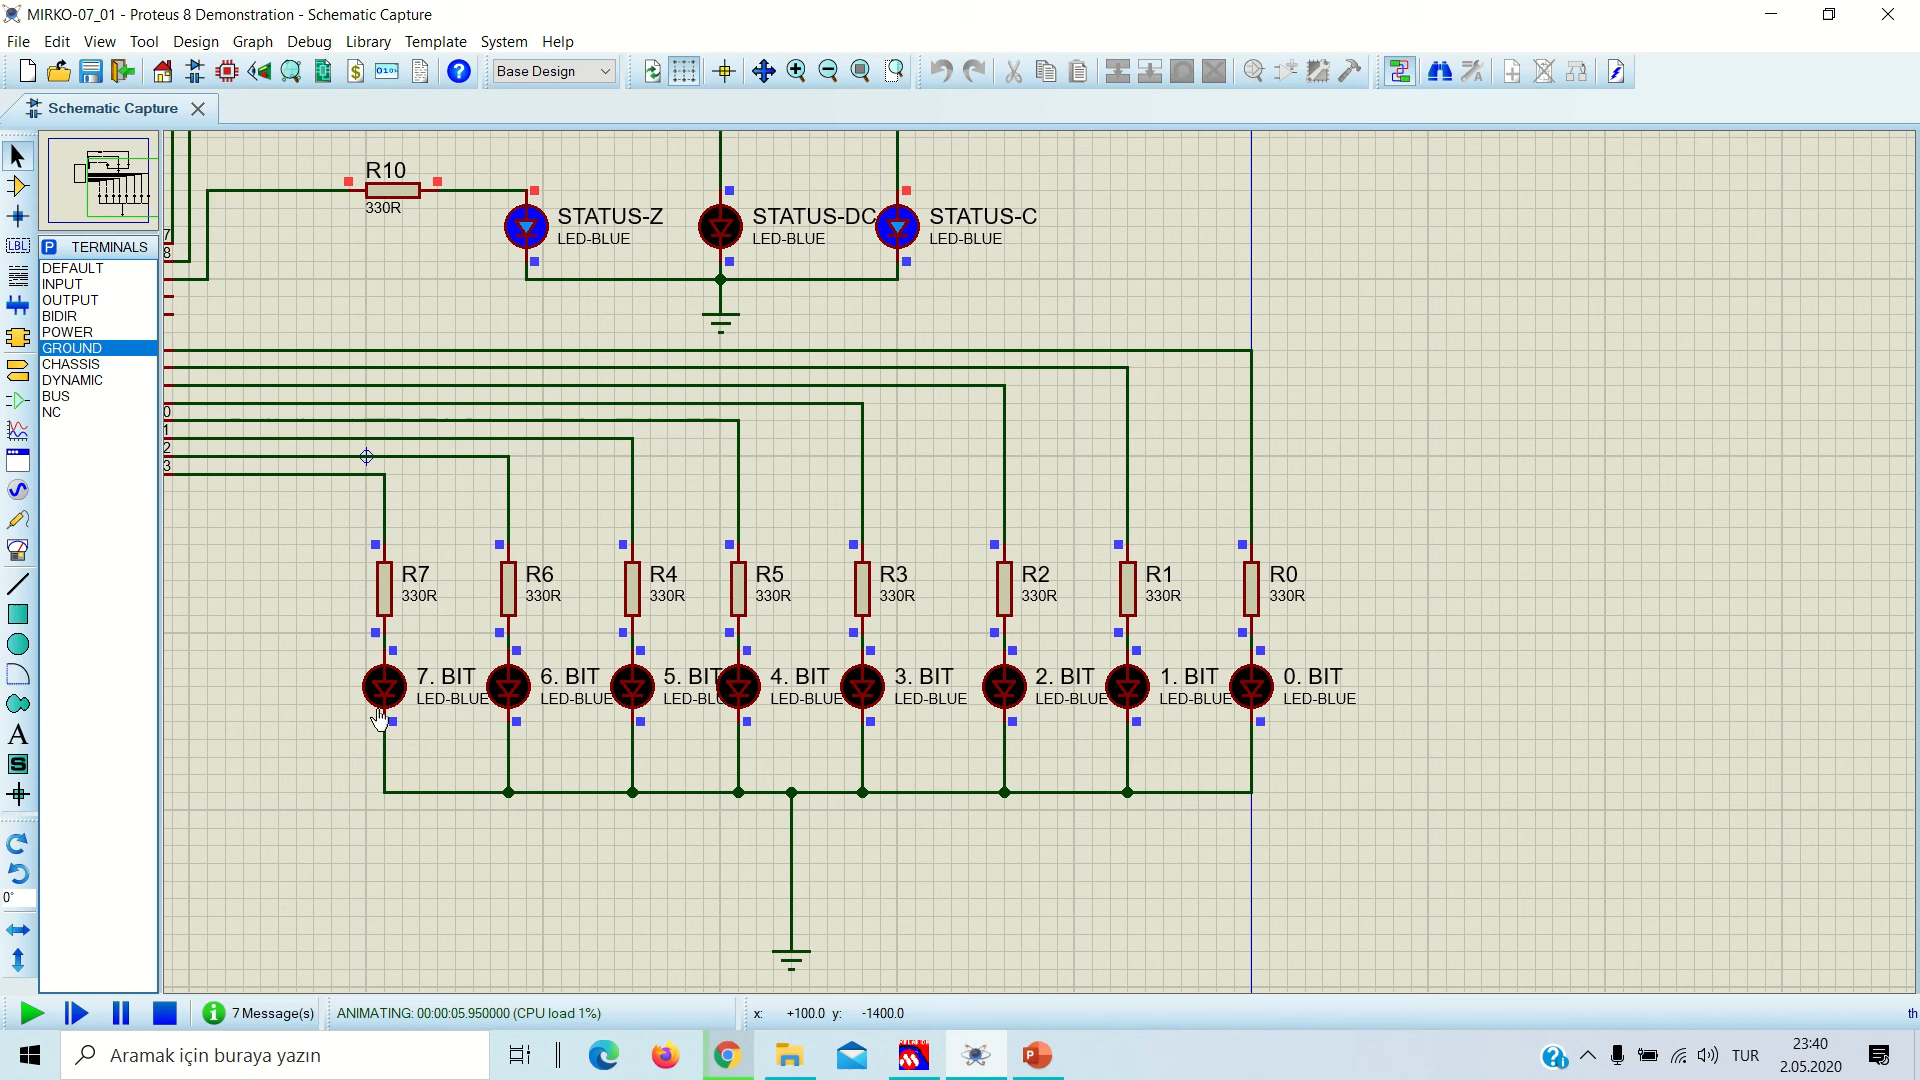 MIRKO-07_01 - Proteus 8 Demonstration - Schematic Capture
File Edit View Tool Design Graph Debug Library Template System Help
Base Design
Schematic Capture
TERMINALS
DEFAULT
INPUT
OUTPUT
BIDIR
POWER
GROUND
CHASSIS
DYNAMIC
BUS
NC
R10
330R
STATUS-Z
LED-BLUE
STATUS-DC
LED-BLUE
STATUS-C
LED-BLUE
7
8
0
1
2
3
R7
330R
R6
330R
R4
330R
R5
330R
R3
330R
R2
330R
R1
330R
R0
330R
7. BIT
LED-BLUE
6. BIT
LED-BLUE
5. BIT
4. BIT
LED-BLUE
3. BIT
LED-BLUE
2. BIT
LED-BLUE
1. BIT
LED-BLUE
0. BIT
LED-BLUE
0°
7 Message(s)
ANIMATING: 00:00:05.950000 (CPU load 1%)
x: +100.0 y: -1400.0
th
Aramak için buraya yazın
TUR
23:40
2.05.2020